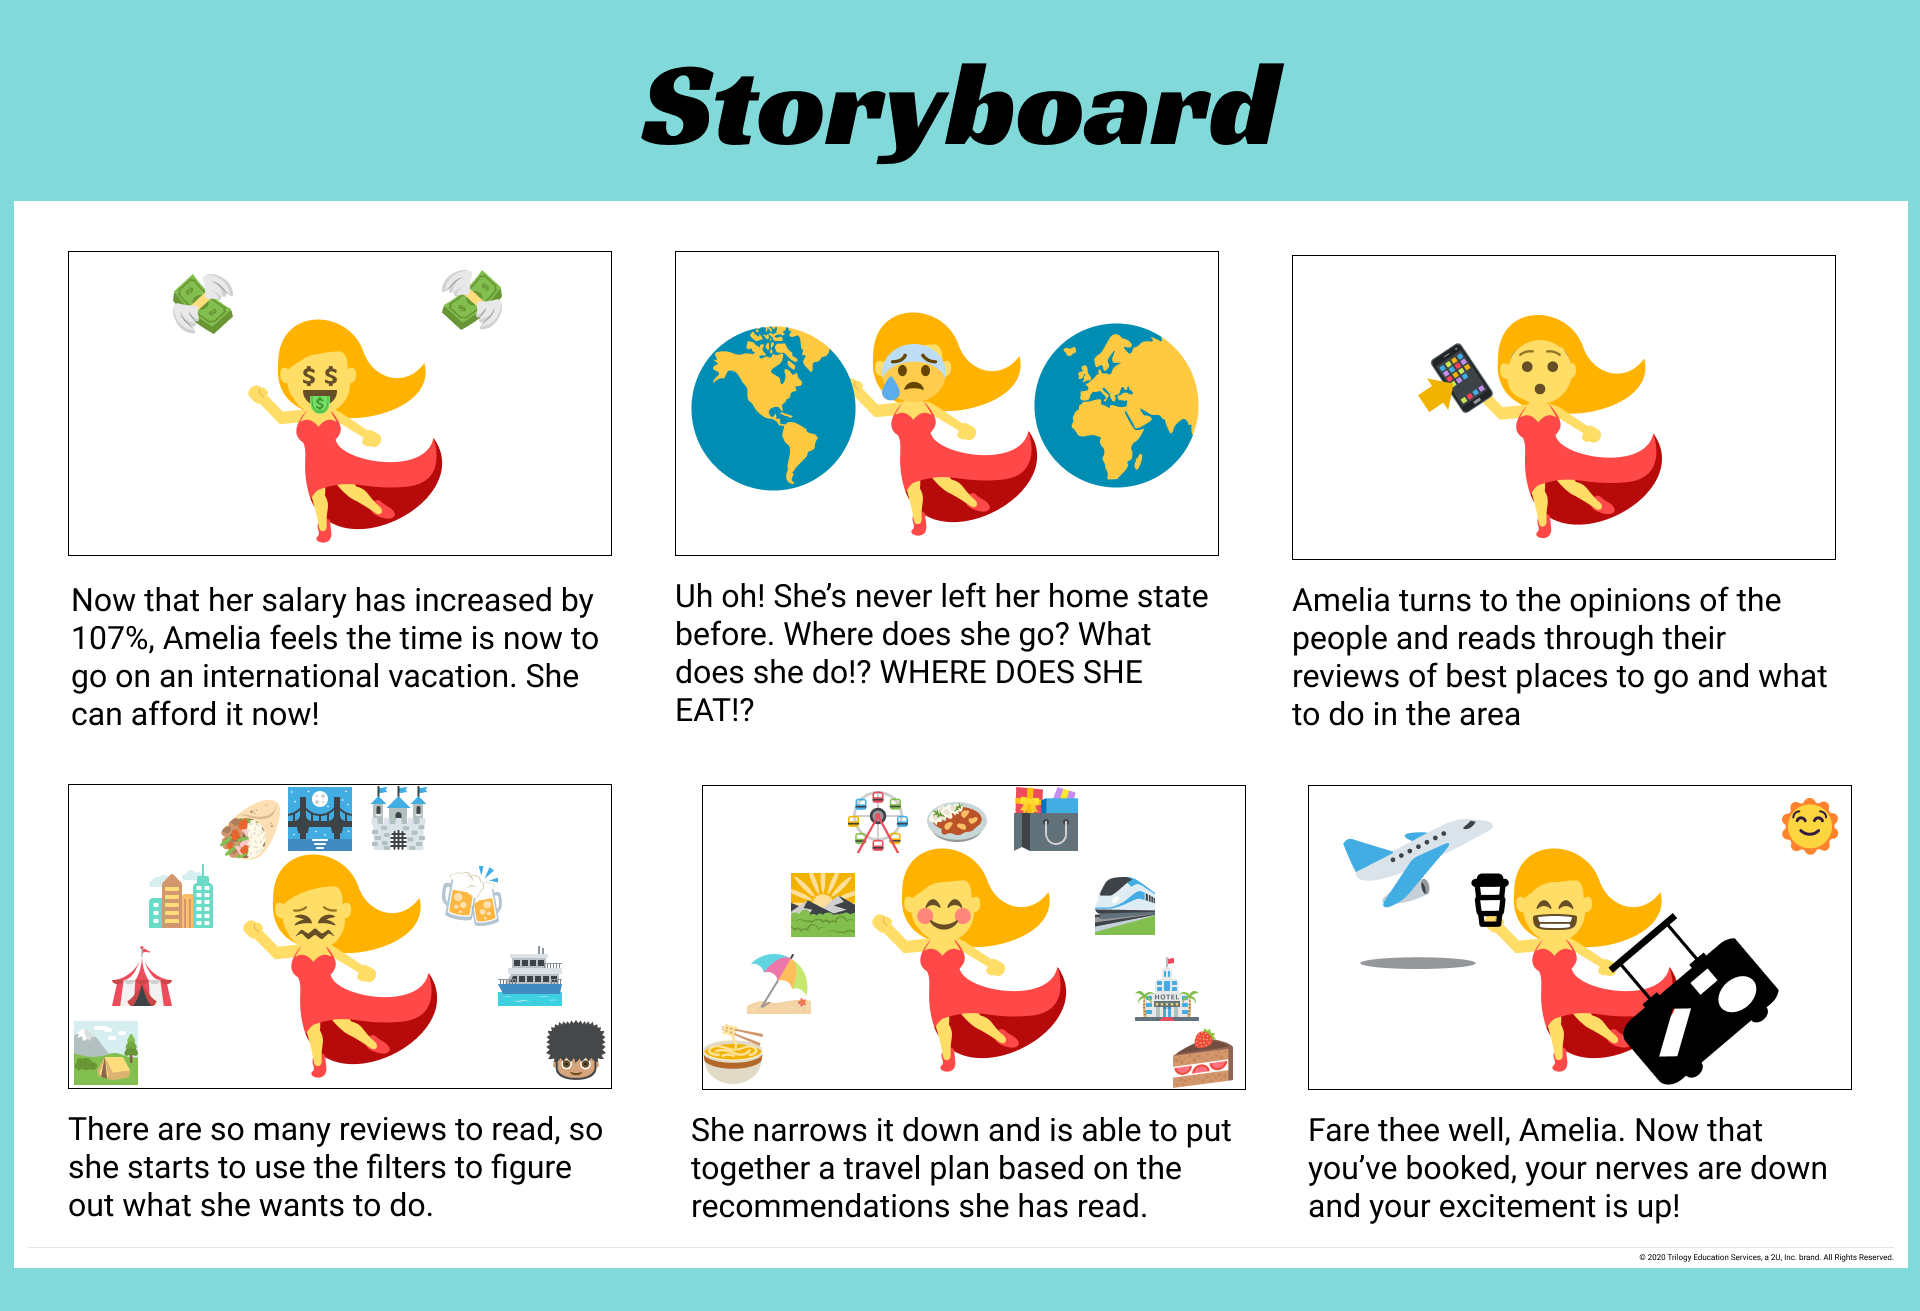 Storyboard
Now that her salary has increased by
107%, Amelia feels the time is now to
go on an international vacation. She
can afford it now!
Uh oh! She’s never left her home state
before. Where does she go? What
does she do!? WHERE DOES SHE
EAT!?
Amelia turns to the opinions of the
people and reads through their
reviews of best places to go and what
to do in the area
HOTEL
There are so many reviews to read, so
she starts to use the filters to figure
out what she wants to do.
She narrows it down and is able to put
together a travel plan based on the
recommendations she has read.
Fare thee well, Amelia. Now that
you’ve booked, your nerves are down
and your excitement is up!
© 2020 Trilogy Education Services, a 2U, Inc. brand. All Rights Reserved.